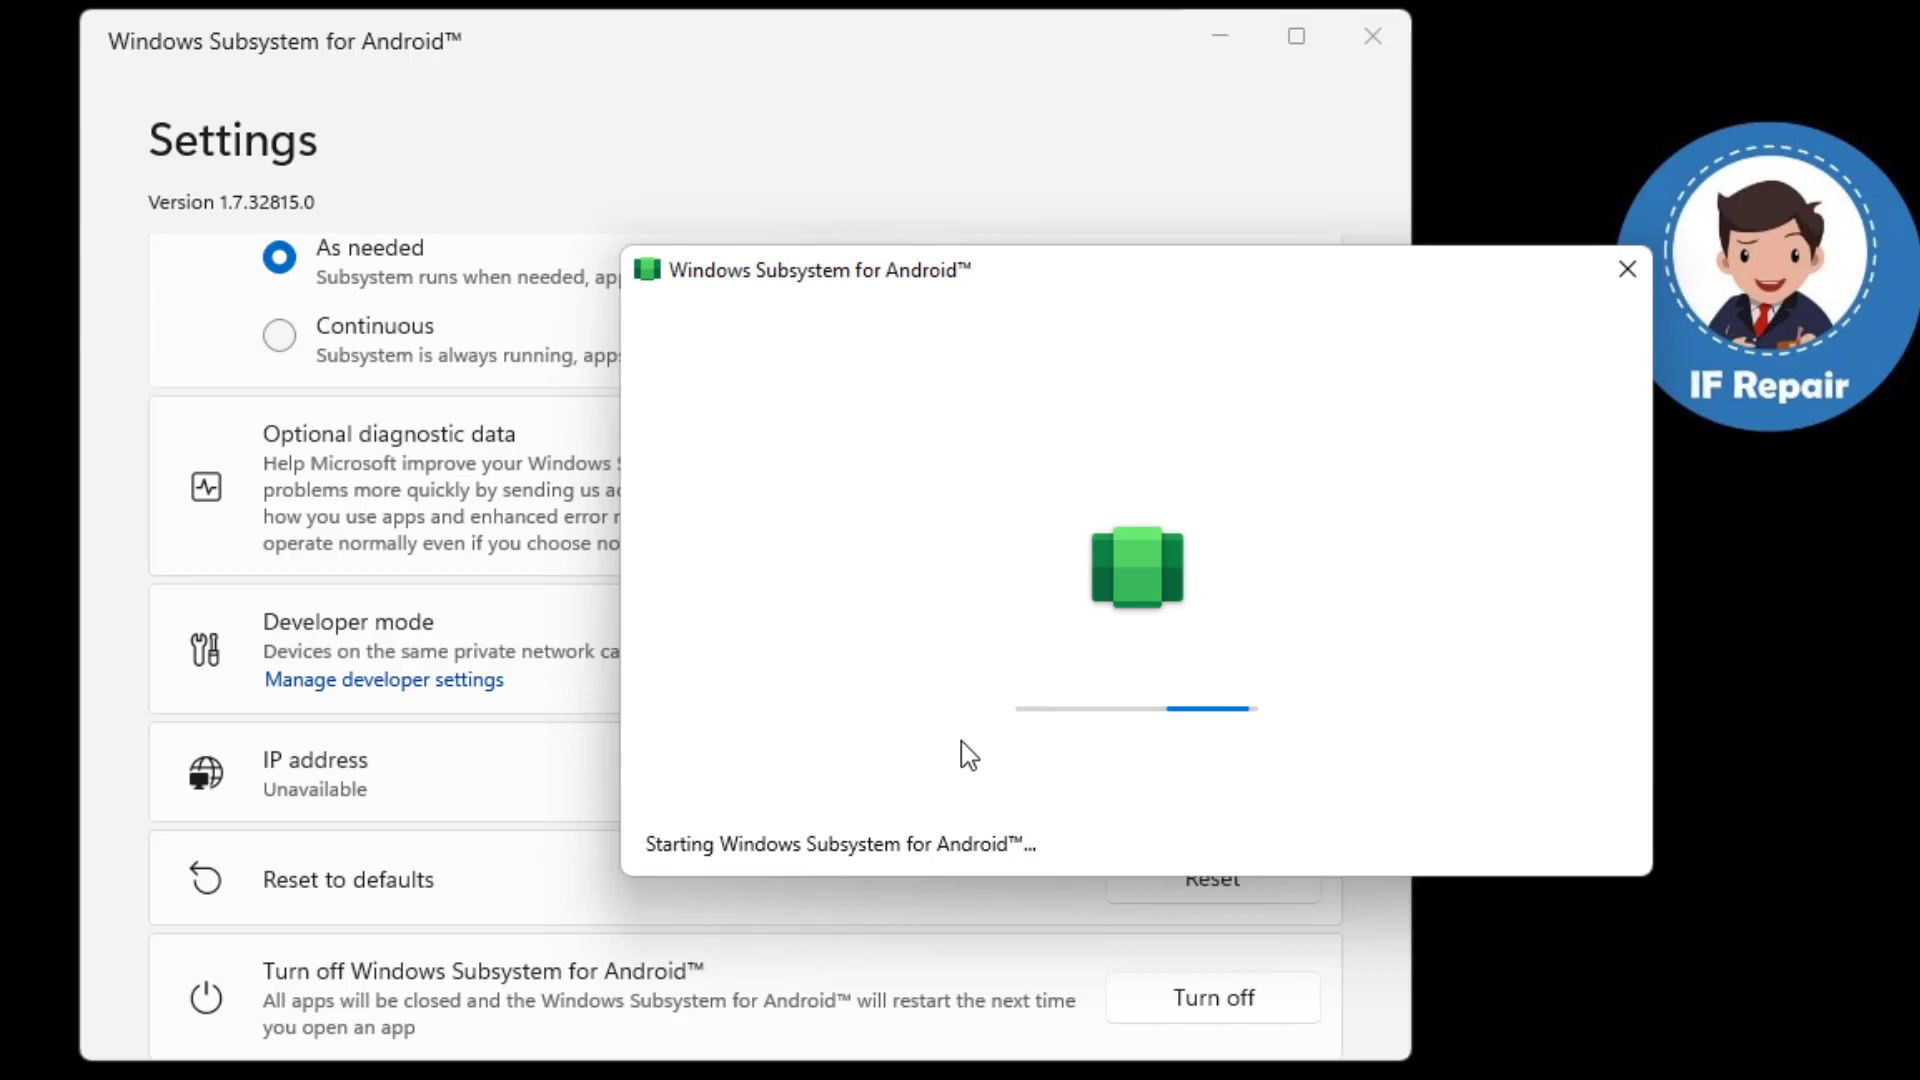 Windows Subsystem for Android™
Settings
Version 1.7.32815.0
As needed
Subsystem runs when needed,
Continuous
Subsystem is always running, apps
Optional diagnostic data
Help Microsoft improve your Windows
problems more quickly by sending us
how you use apps and enhanced error
operate normally even if you choose
Developer mode
Devices on the same private network
Manage developer settings
IP address
Unavailable
Reset to defaults
Reset
Turn off Windows Subsystem for Android™
All apps will be closed and the Windows Subsystem for Android™ will restart the next time
you open an app
Turn off
Windows Subsystem for Android™
Starting Windows Subsystem for Android™...
IF Repair